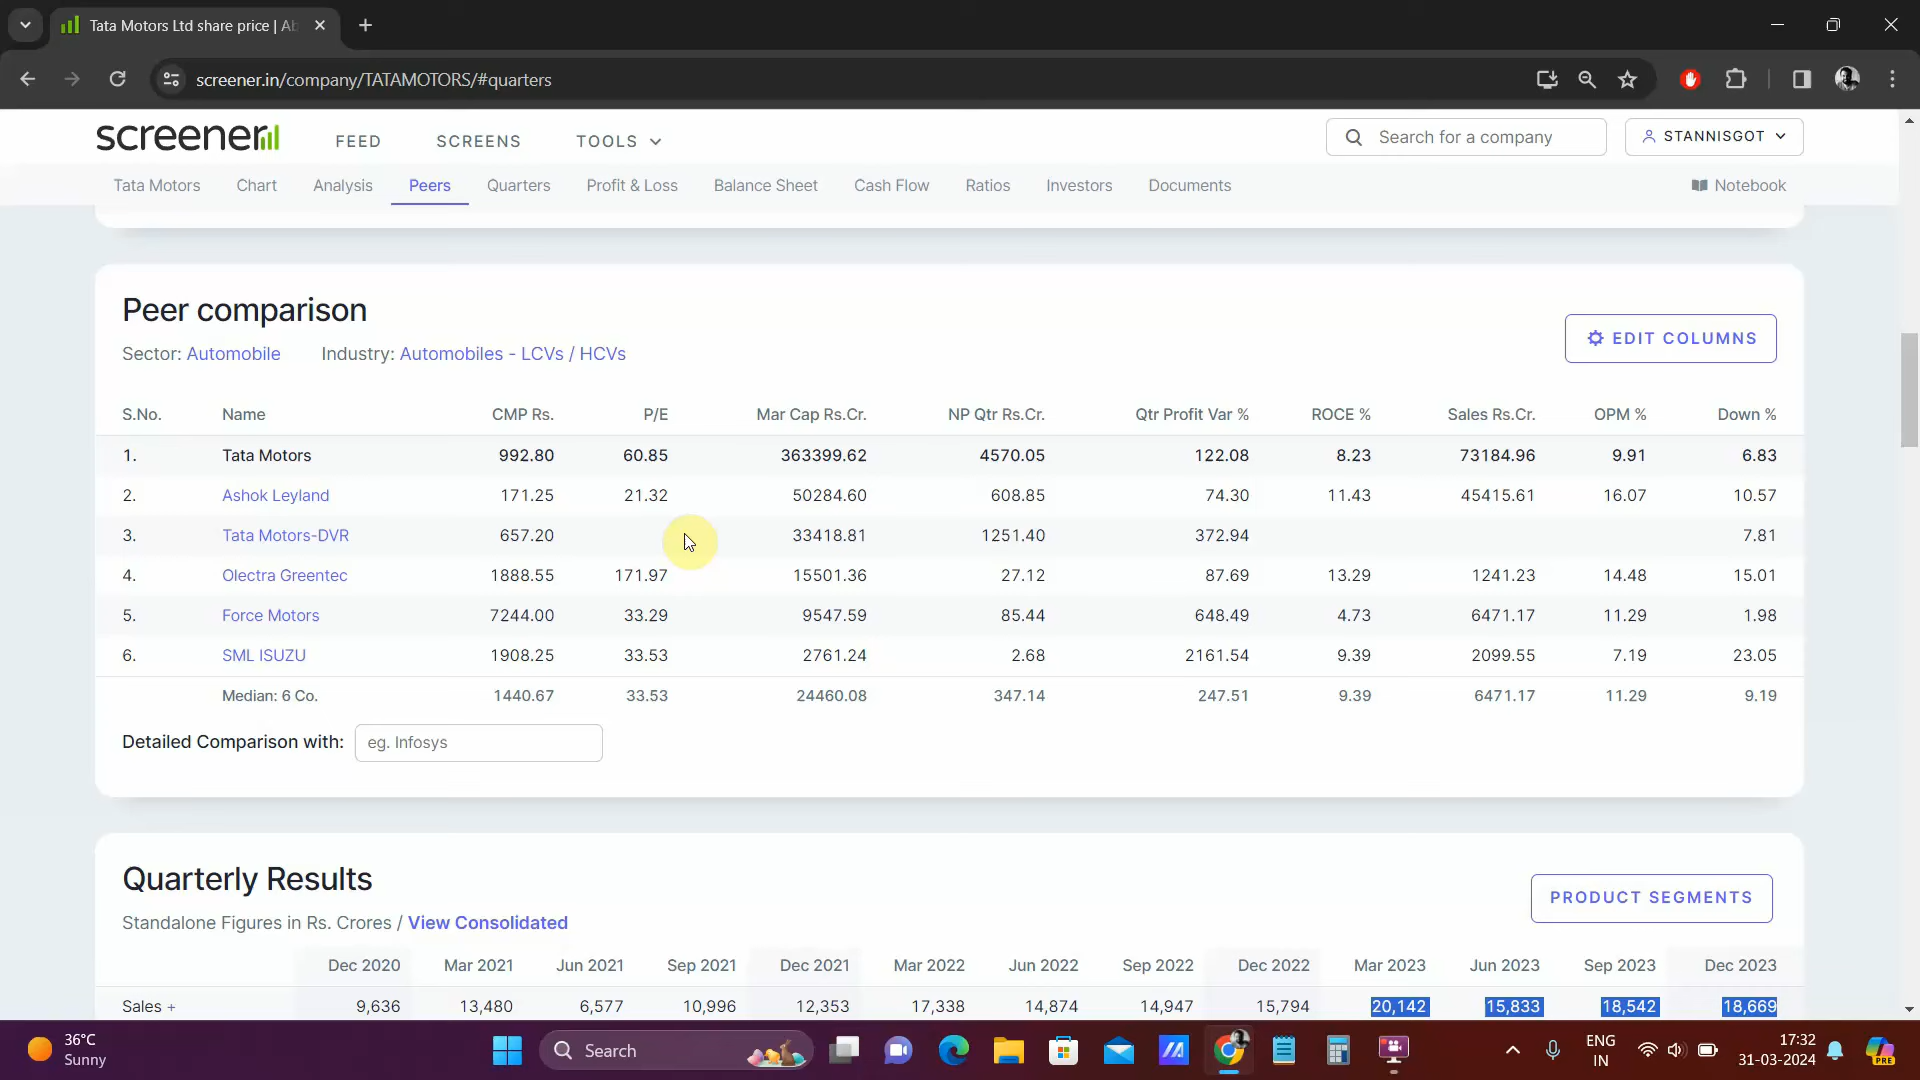 Tata Motors Ltd share price | Ab
screener.in/company/TATAMOTORS/#quarters
screener FEED SCREENS TOOLS Search for a company STANNISGOT
Tata Motors Chart Analysis Peers Quarters Profit & Loss Balance Sheet Cash Flow Ratios Investors Documents Notebook
Peer comparison
EDIT COLUMNS
Sector: Automobile Industry: Automobiles - LCVs / HCVs
S.No. Name CMP Rs. P/E Mar Cap Rs.Cr. NP Qtr Rs.Cr. Qtr Profit Var % ROCE % Sales Rs.Cr. OPM % Down %
1. Tata Motors 992.80 60.85 363399.62 4570.05 122.08 8.23 73184.96 9.91 6.83
2. Ashok Leyland 171.25 21.32 50284.60 608.85 74.30 11.43 45415.61 16.07 10.57
3. Tata Motors-DVR 657.20 33418.81 1251.40 372.94 7.81
4. Olectra Greentec 1888.55 171.97 15501.36 27.12 87.69 13.29 1241.23 14.48 15.01
5. Force Motors 7244.00 33.29 9547.59 85.44 648.49 4.73 6471.17 11.29 1.98
6. SML ISUZU 1908.25 33.53 2761.24 2.68 2161.54 9.39 2099.55 7.19 23.05
Median: 6 Co. 1440.67 33.53 24460.08 347.14 247.51 9.39 6471.17 11.29 9.19
Detailed Comparison with: eg. Infosys
Quarterly Results
PRODUCT SEGMENTS
Standalone Figures in Rs. Crores / View Consolidated
Dec 2020 Mar 2021 Jun 2021 Sep 2021 Dec 2021 Mar 2022 Jun 2022 Sep 2022 Dec 2022 Mar 2023 Jun 2023 Sep 2023 Dec 2023
Sales + 9,636 13,480 6,577 10,996 12,353 17,338 14,874 14,947 15,794 20,142 15,833 18,542 18,669
36°C
Sunny
Search
ENG
IN
17:32
31-03-2024
PRE